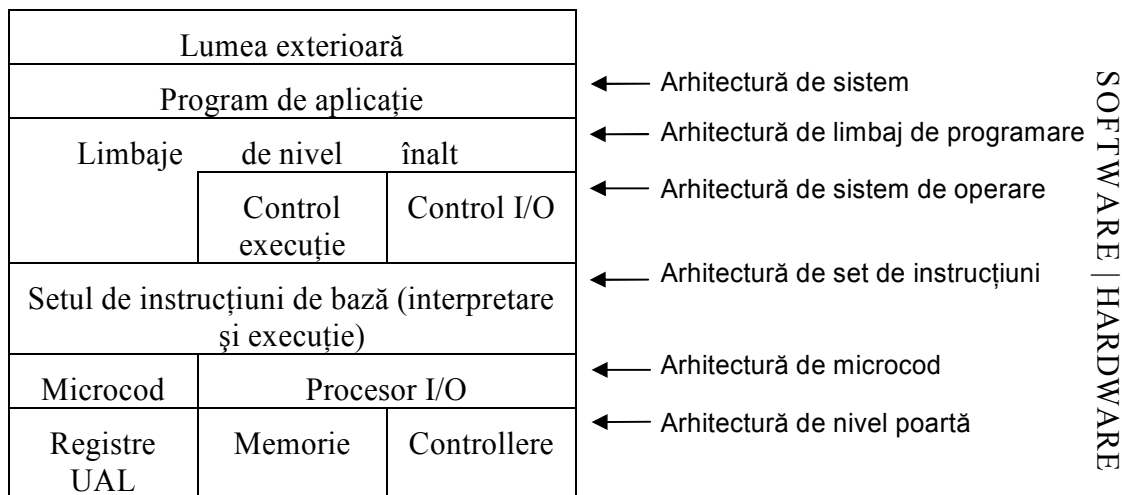 Lumea exterioară
Program de aplicație
Limbaje de nivel înalt
Control execuție
Control I/O
Setul de instrucțiuni de bază (interpretare
şi execuție)
Microcod
Procesor I/O
Registre
UAL
Memorie
Controllere
Arhitectură de sistem
Arhitectură de limbaj de programare
Arhitectură de sistem de operare
Arhitectură de set de instrucțiuni
Arhitectură de microcod
Arhitectură de nivel poartă
SOFTWARE | HARDWARE